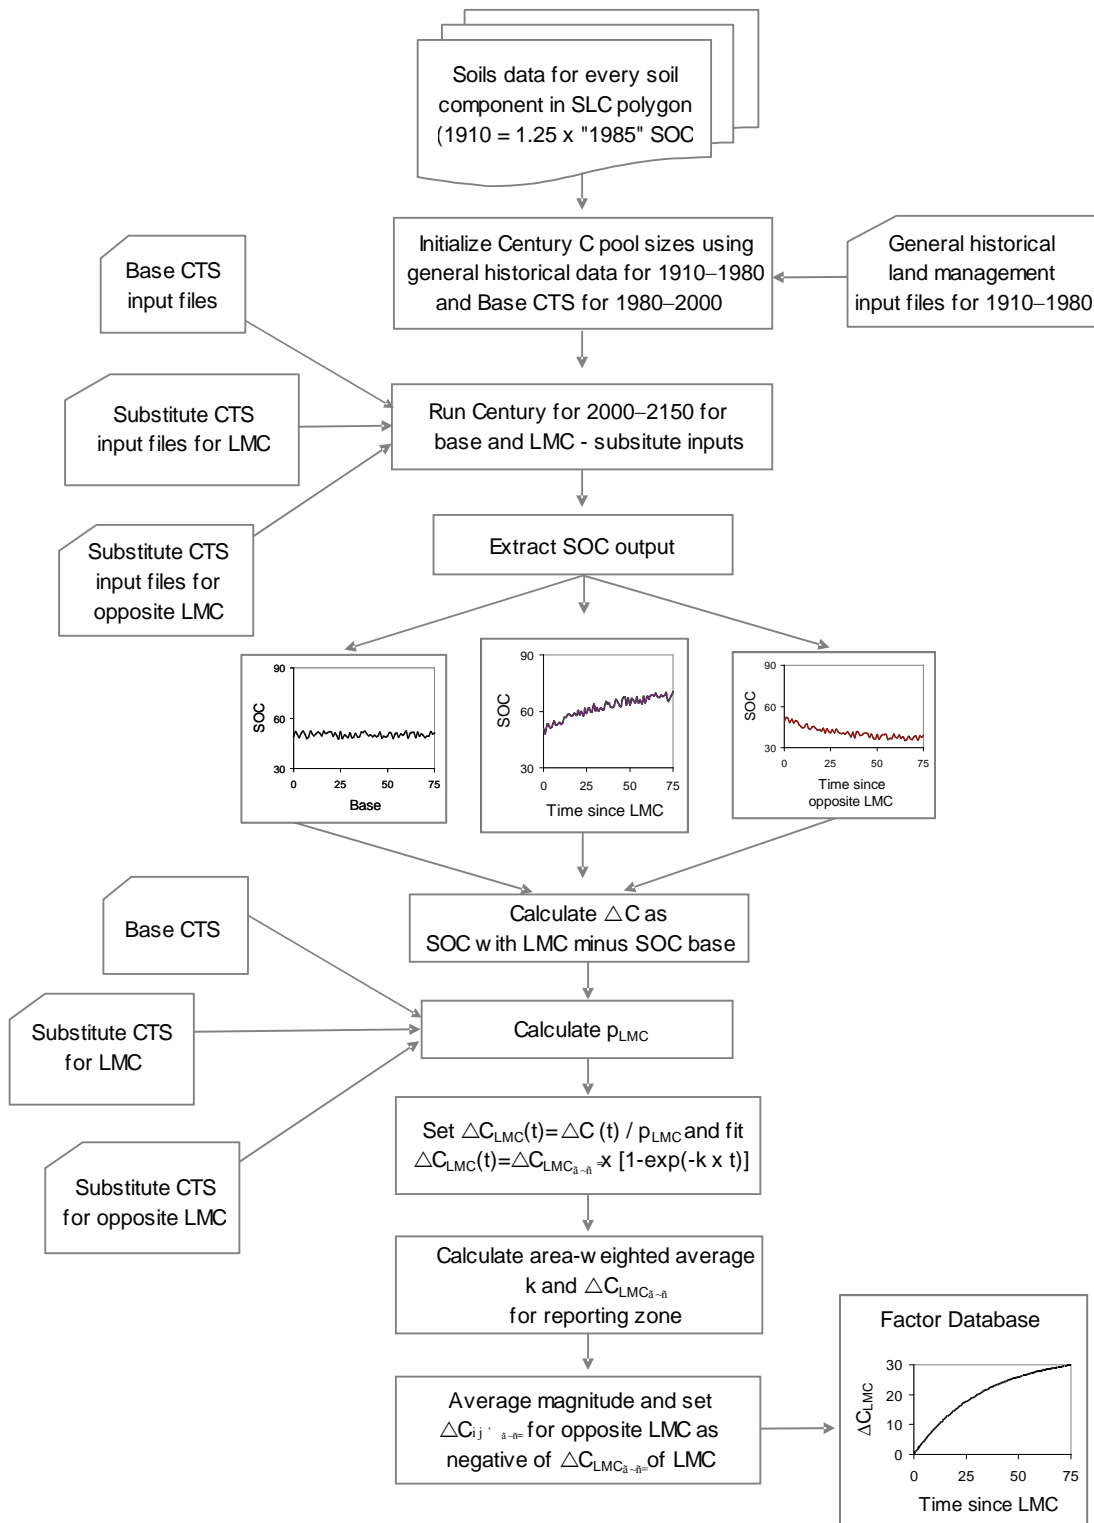 Soils data for every soil
component in SLC polygon
(1910 = 1.25 x "1985" SOC
Initialize Century C pool sizes using
general historical data for 1910–1980
and Base CTS for 1980–2000
General historical
land management
input files for 1910–1980
Base CTS
input files
Substitute CTS
input files for LMC
Substitute CTS
input files for
opposite LMC
Run Century for 2000–2150 for
base and LMC - subsitute inputs
Extract SOC output
90
60
30
SOC
0 25 50 75
Base
90
60
30
SOC
0 25 50 75
Time since LMC
90
60
30
SOC
0 25 50 75
Time since
opposite LMC
Calculate △C as
SOC with LMC minus SOC base
Base CTS
Substitute CTS
for LMC
Substitute CTS
for opposite LMC
Calculate pLMC
Set △CLMC(t)=△C (t) / pLMC and fit
△CLMC(t)=△CLMCã~ñ =x [1-exp(-k x t)]
Calculate area-weighted average
k and △CLMCã~ñ
for reporting zone
Average magnitude and set
△Cij` ã~ñ= for opposite LMC as
negative of △CLMCã~ñ= of LMC
Factor Database
30
20
10
0
ΔCLMC
0 25 50 75
Time since LMC